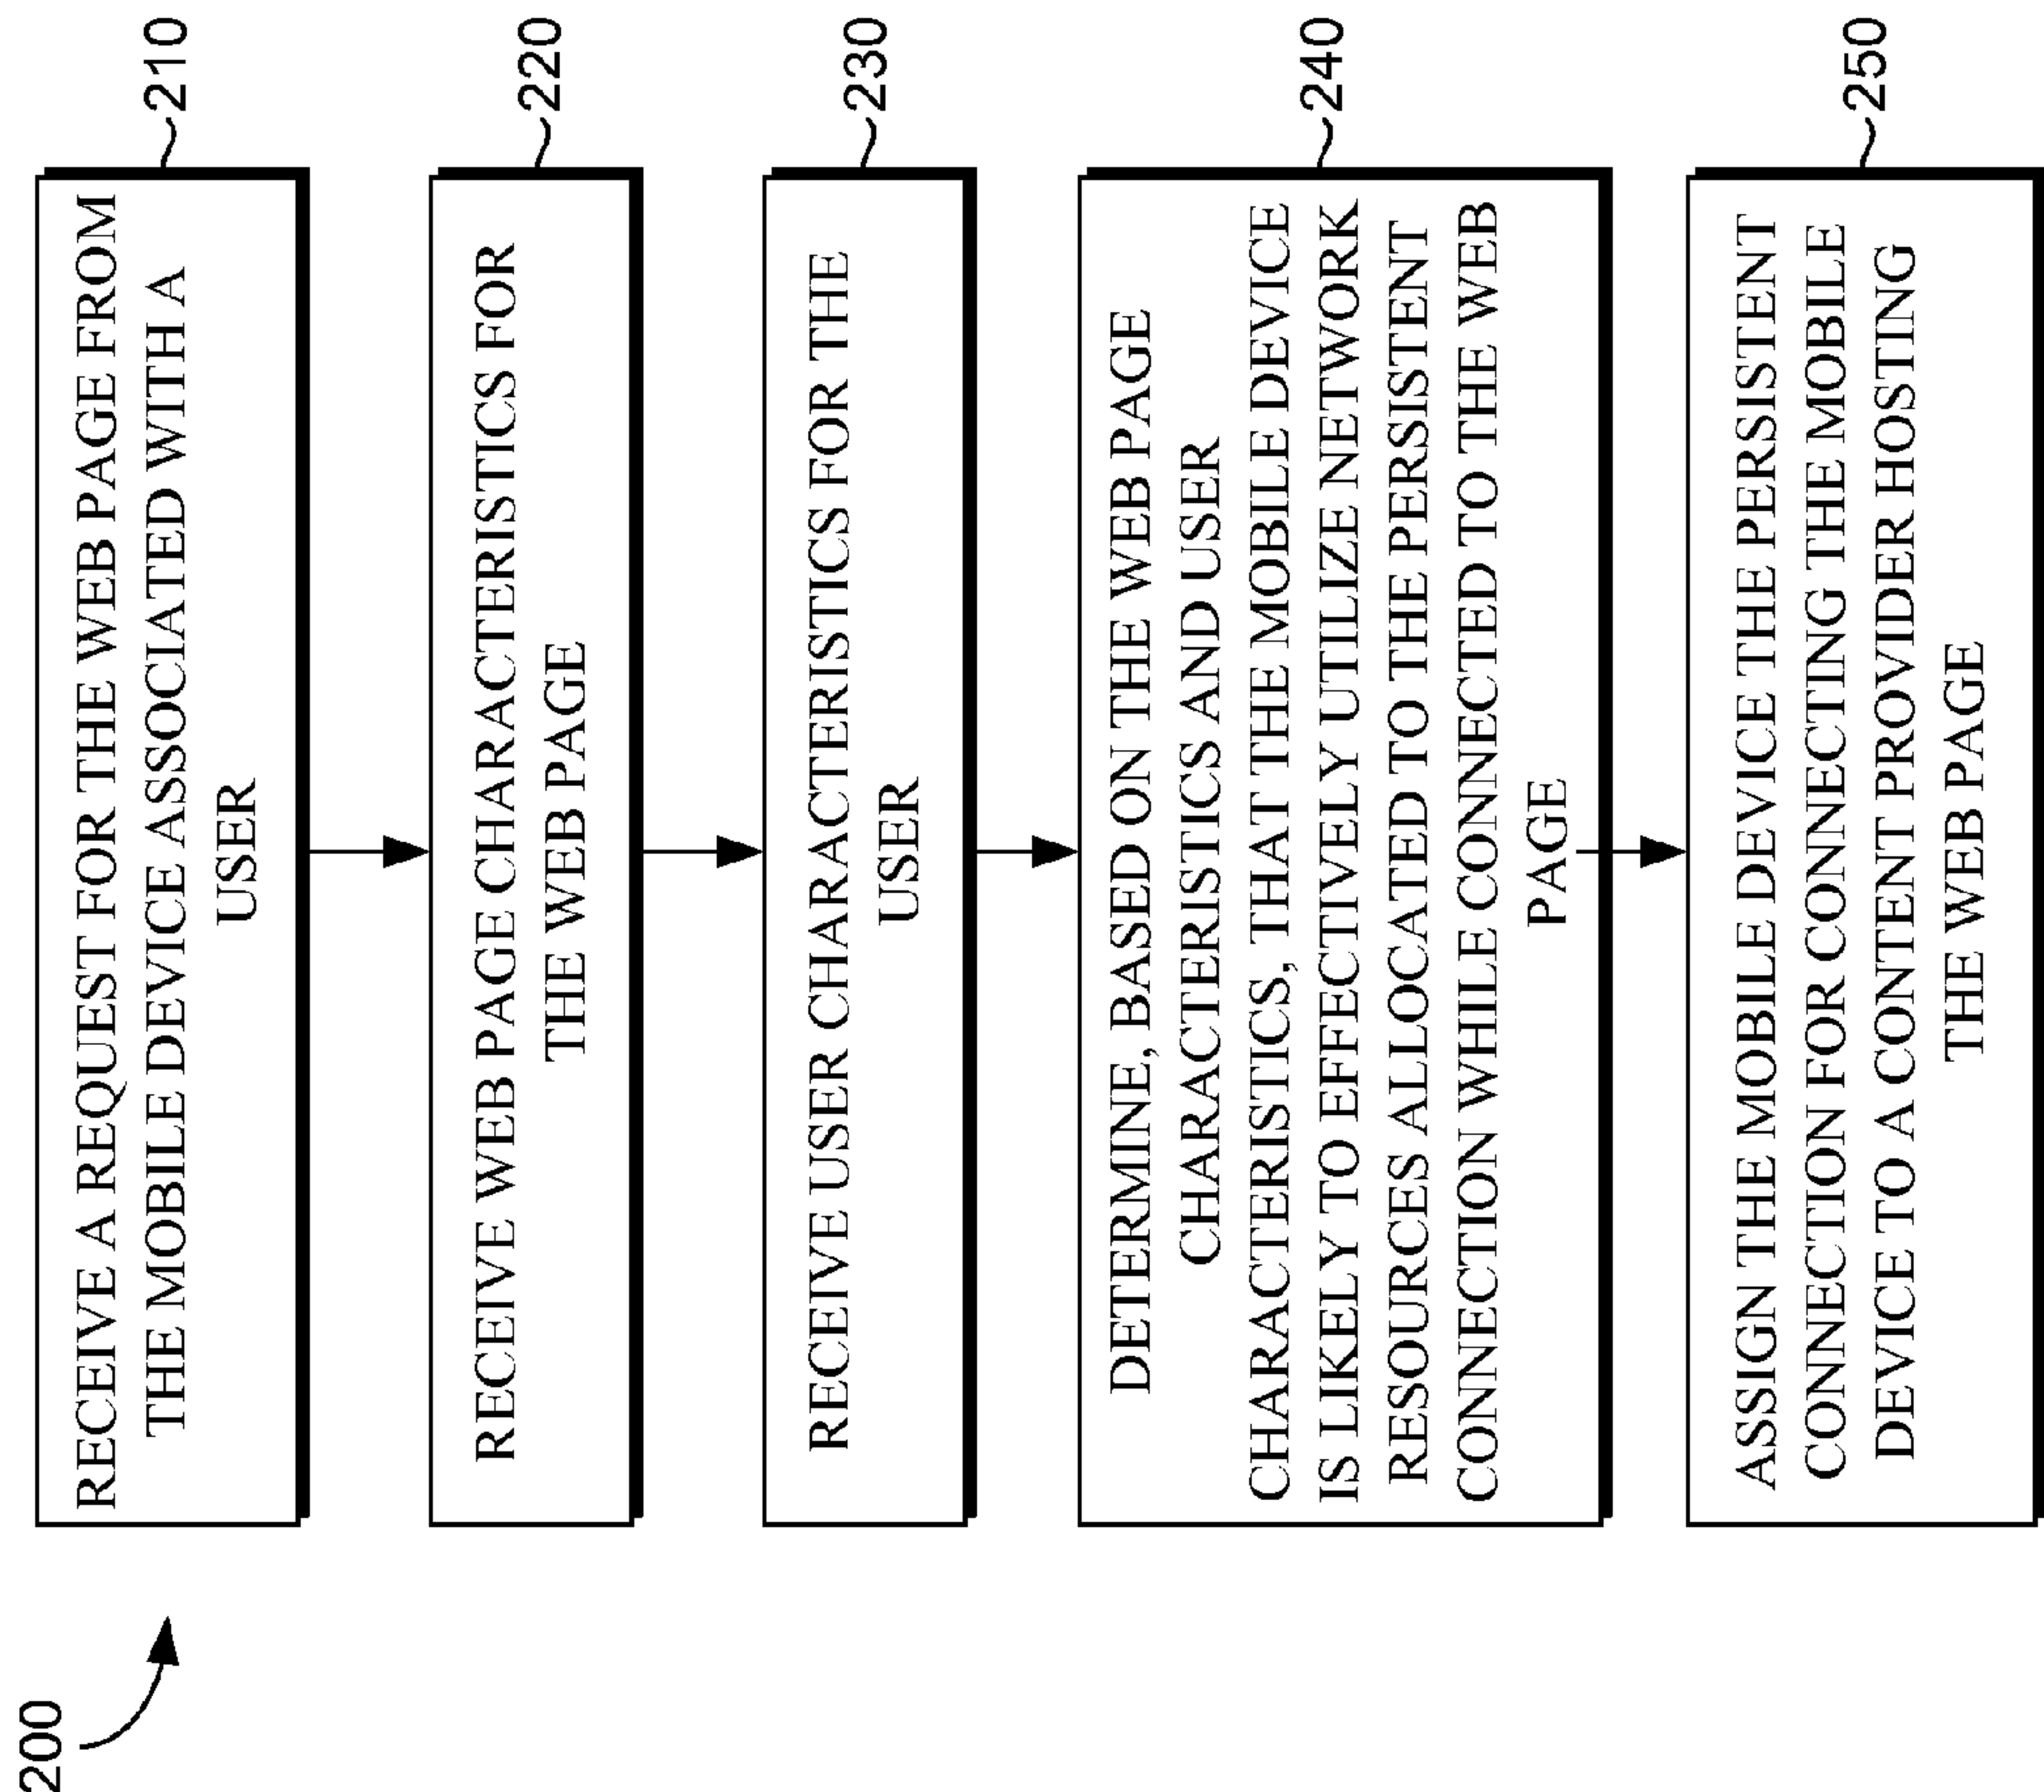 200
RECEIVE A REQUEST FOR THE WEB PAGE FROM
THE MOBILE DEVICE ASSOCIATED WITH A
USER
210
RECEIVE WEB PAGE CHARACTERISTICS FOR
THE WEB PAGE
220
RECEIVE USER CHARACTERISTICS FOR THE
USER
230
DETERMINE, BASED ON THE WEB PAGE
CHARACTERISTICS AND USER
CHARACTERISTICS, THAT THE MOBILE DEVICE
IS LIKELY TO EFFECTIVELY UTILIZE NETWORK
RESOURCES ALLOCATED TO THE PERSISTENT
CONNECTION WHILE CONNECTED TO THE WEB
PAGE
240
ASSIGN THE MOBILE DEVICE THE PERSISTENT
CONNECTION FOR CONNECTING THE MOBILE
DEVICE TO A CONTENT PROVIDER HOSTING
THE WEB PAGE
250